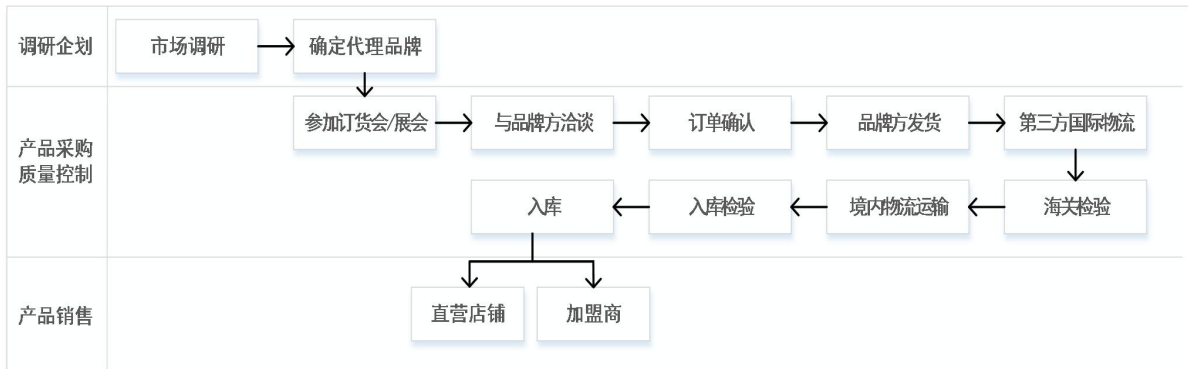 调研企划
市场调研
确定代理品牌
产品采购
质量控制
参加订货会/展会
与品牌方洽谈
订单确认
品牌方发货
第三方国际物流
入库
入库检验
境内物流运输
海关检验
产品销售
直营店铺
加盟商